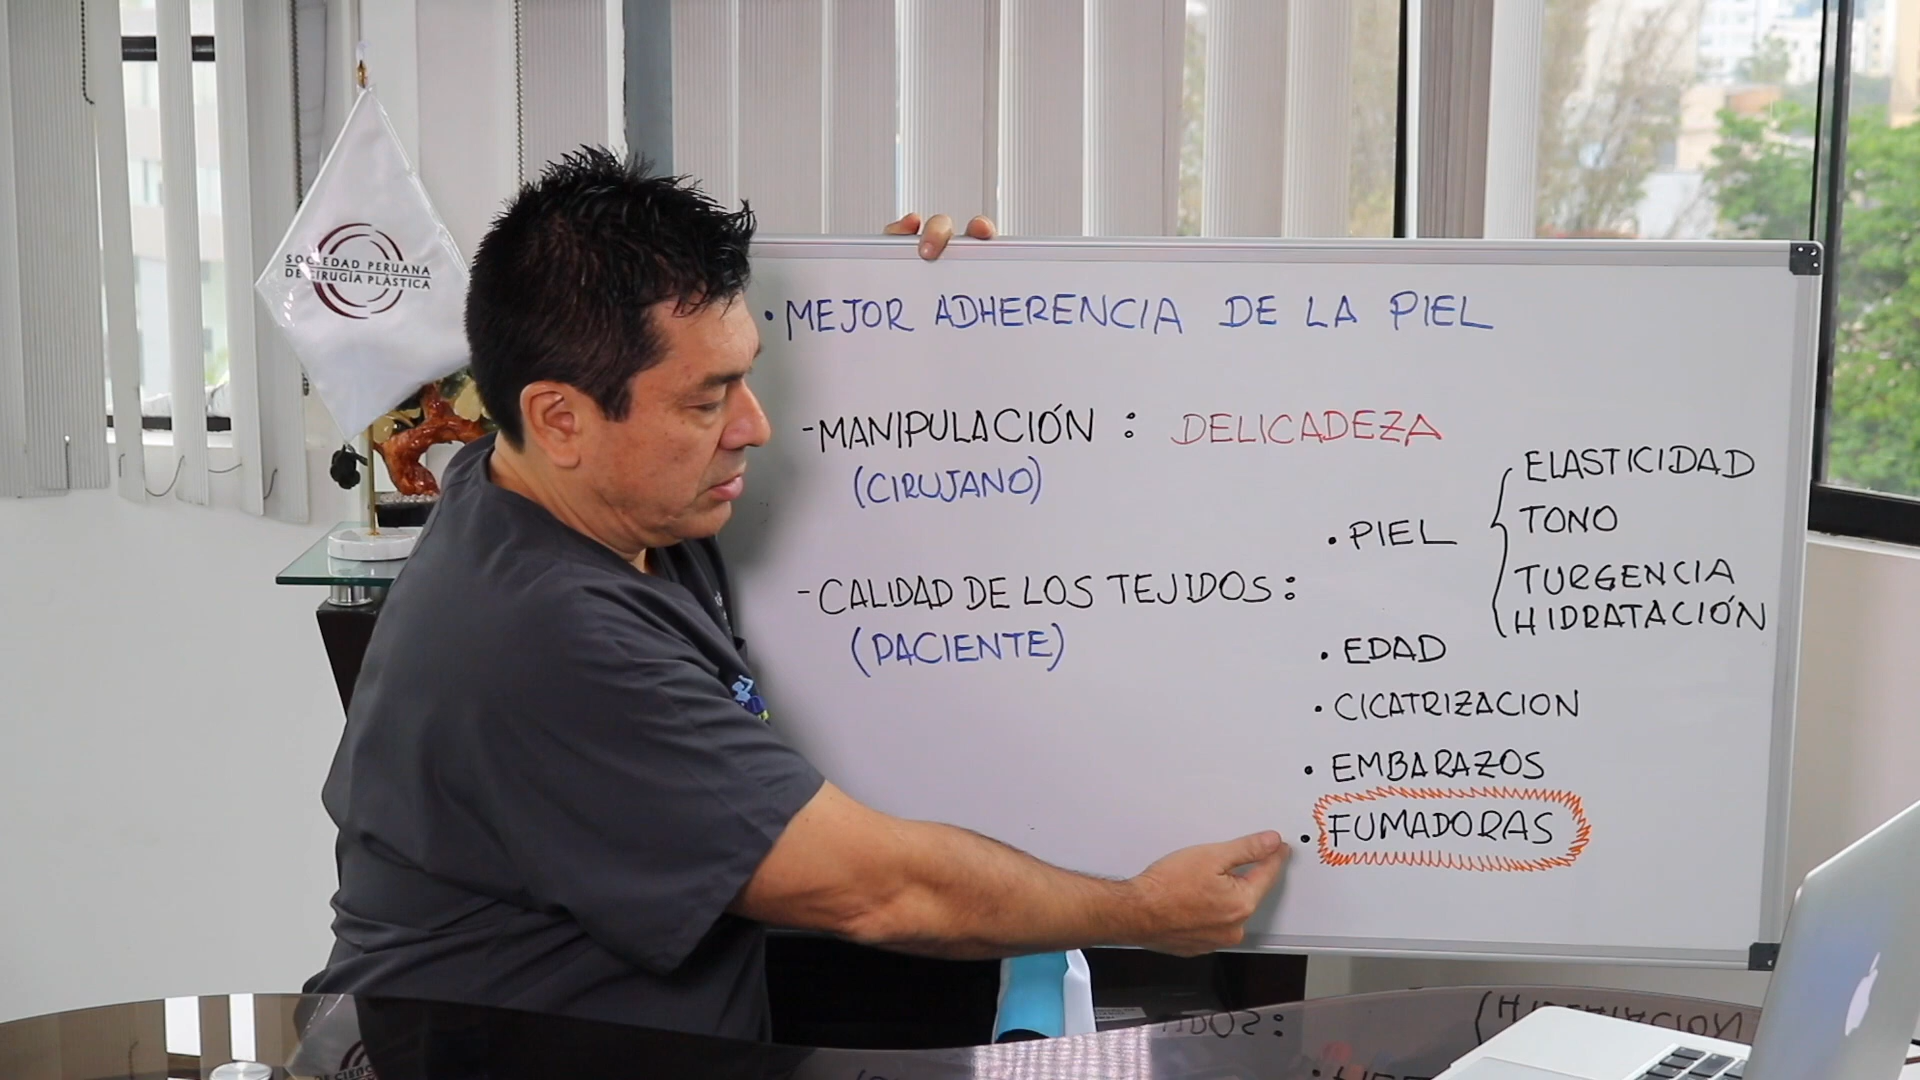 SOCIEDAD PERUANA
DE CIRUGÍA PLÁSTICA
• MEJOR ADHERENCIA DE LA PIEL
- MANIPULACIÓN : DELICADEZA
(CIRUJANO)
- CALIDAD DE LOS TEJIDOS :
(PACIENTE)
• PIEL
ELASTICIDAD
TONO
TURGENCIA
HIDRATACIÓN
• EDAD
• CICATRIZACION
• EMBARAZOS
• FUMADORAS